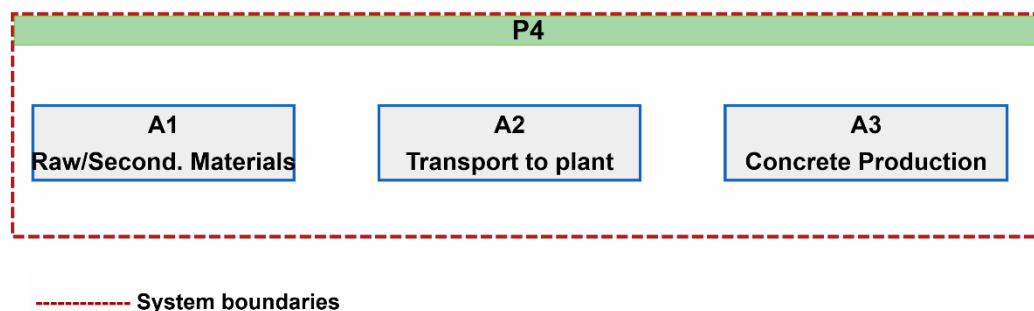 P4
A1
Raw/Second. Materials
A2
Transport to plant
A3
Concrete Production
System boundaries